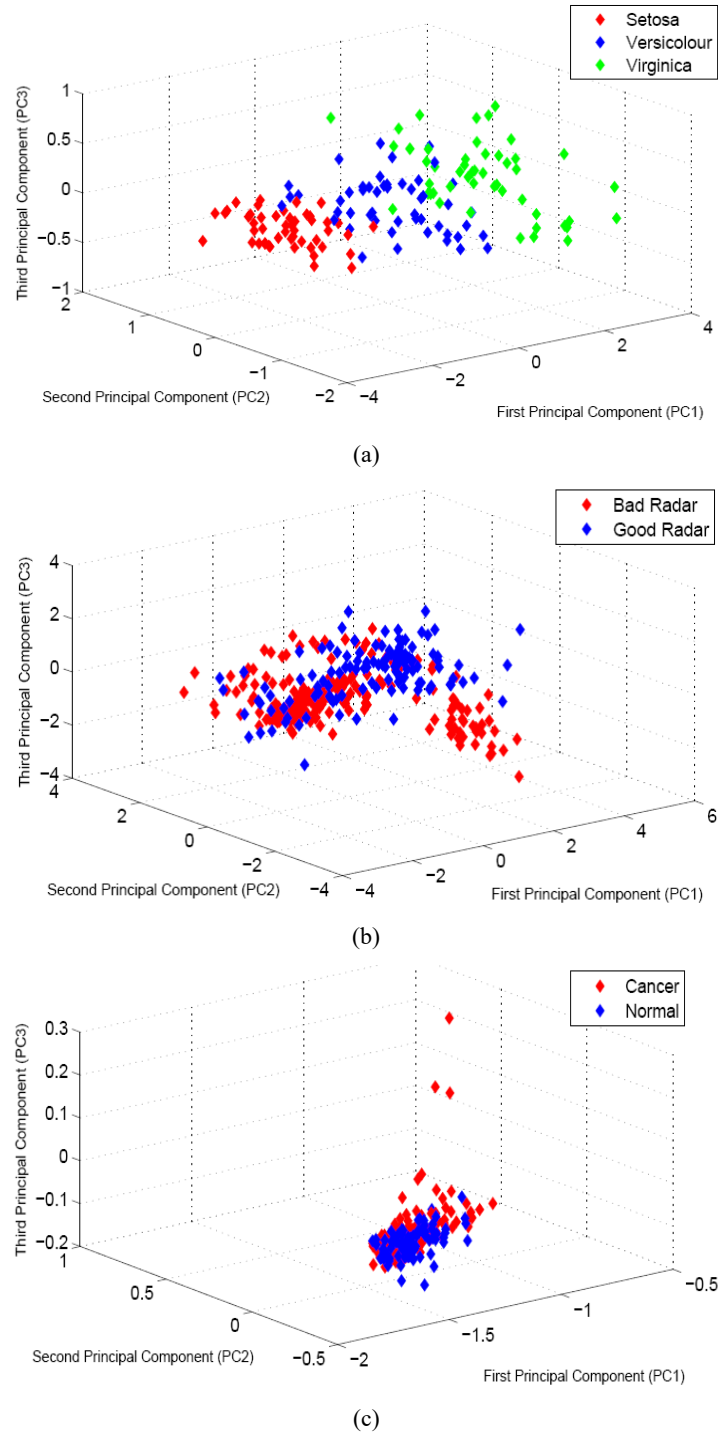 Setosa
Versicolour
Virginica
Third Principal Component (PC3)
1
0.5
0
−0.5
−1
2
1
0
−1
−2
−4
−2
0
2
4
Second Principal Component (PC2)
First Principal Component (PC1)
(a)
Bad Radar
Good Radar
Third Principal Component (PC3)
4
2
0
−2
−4
4
2
0
−2
−4
−4
−2
0
2
4
6
Second Principal Component (PC2)
First Principal Component (PC1)
(b)
Cancer
Normal
Third Principal Component (PC3)
0.3
0.2
0.1
0
−0.1
−0.2
1
0.5
0
−0.5
−2
−1.5
−1
−0.5
Second Principal Component (PC2)
First Principal Component (PC1)
(c)